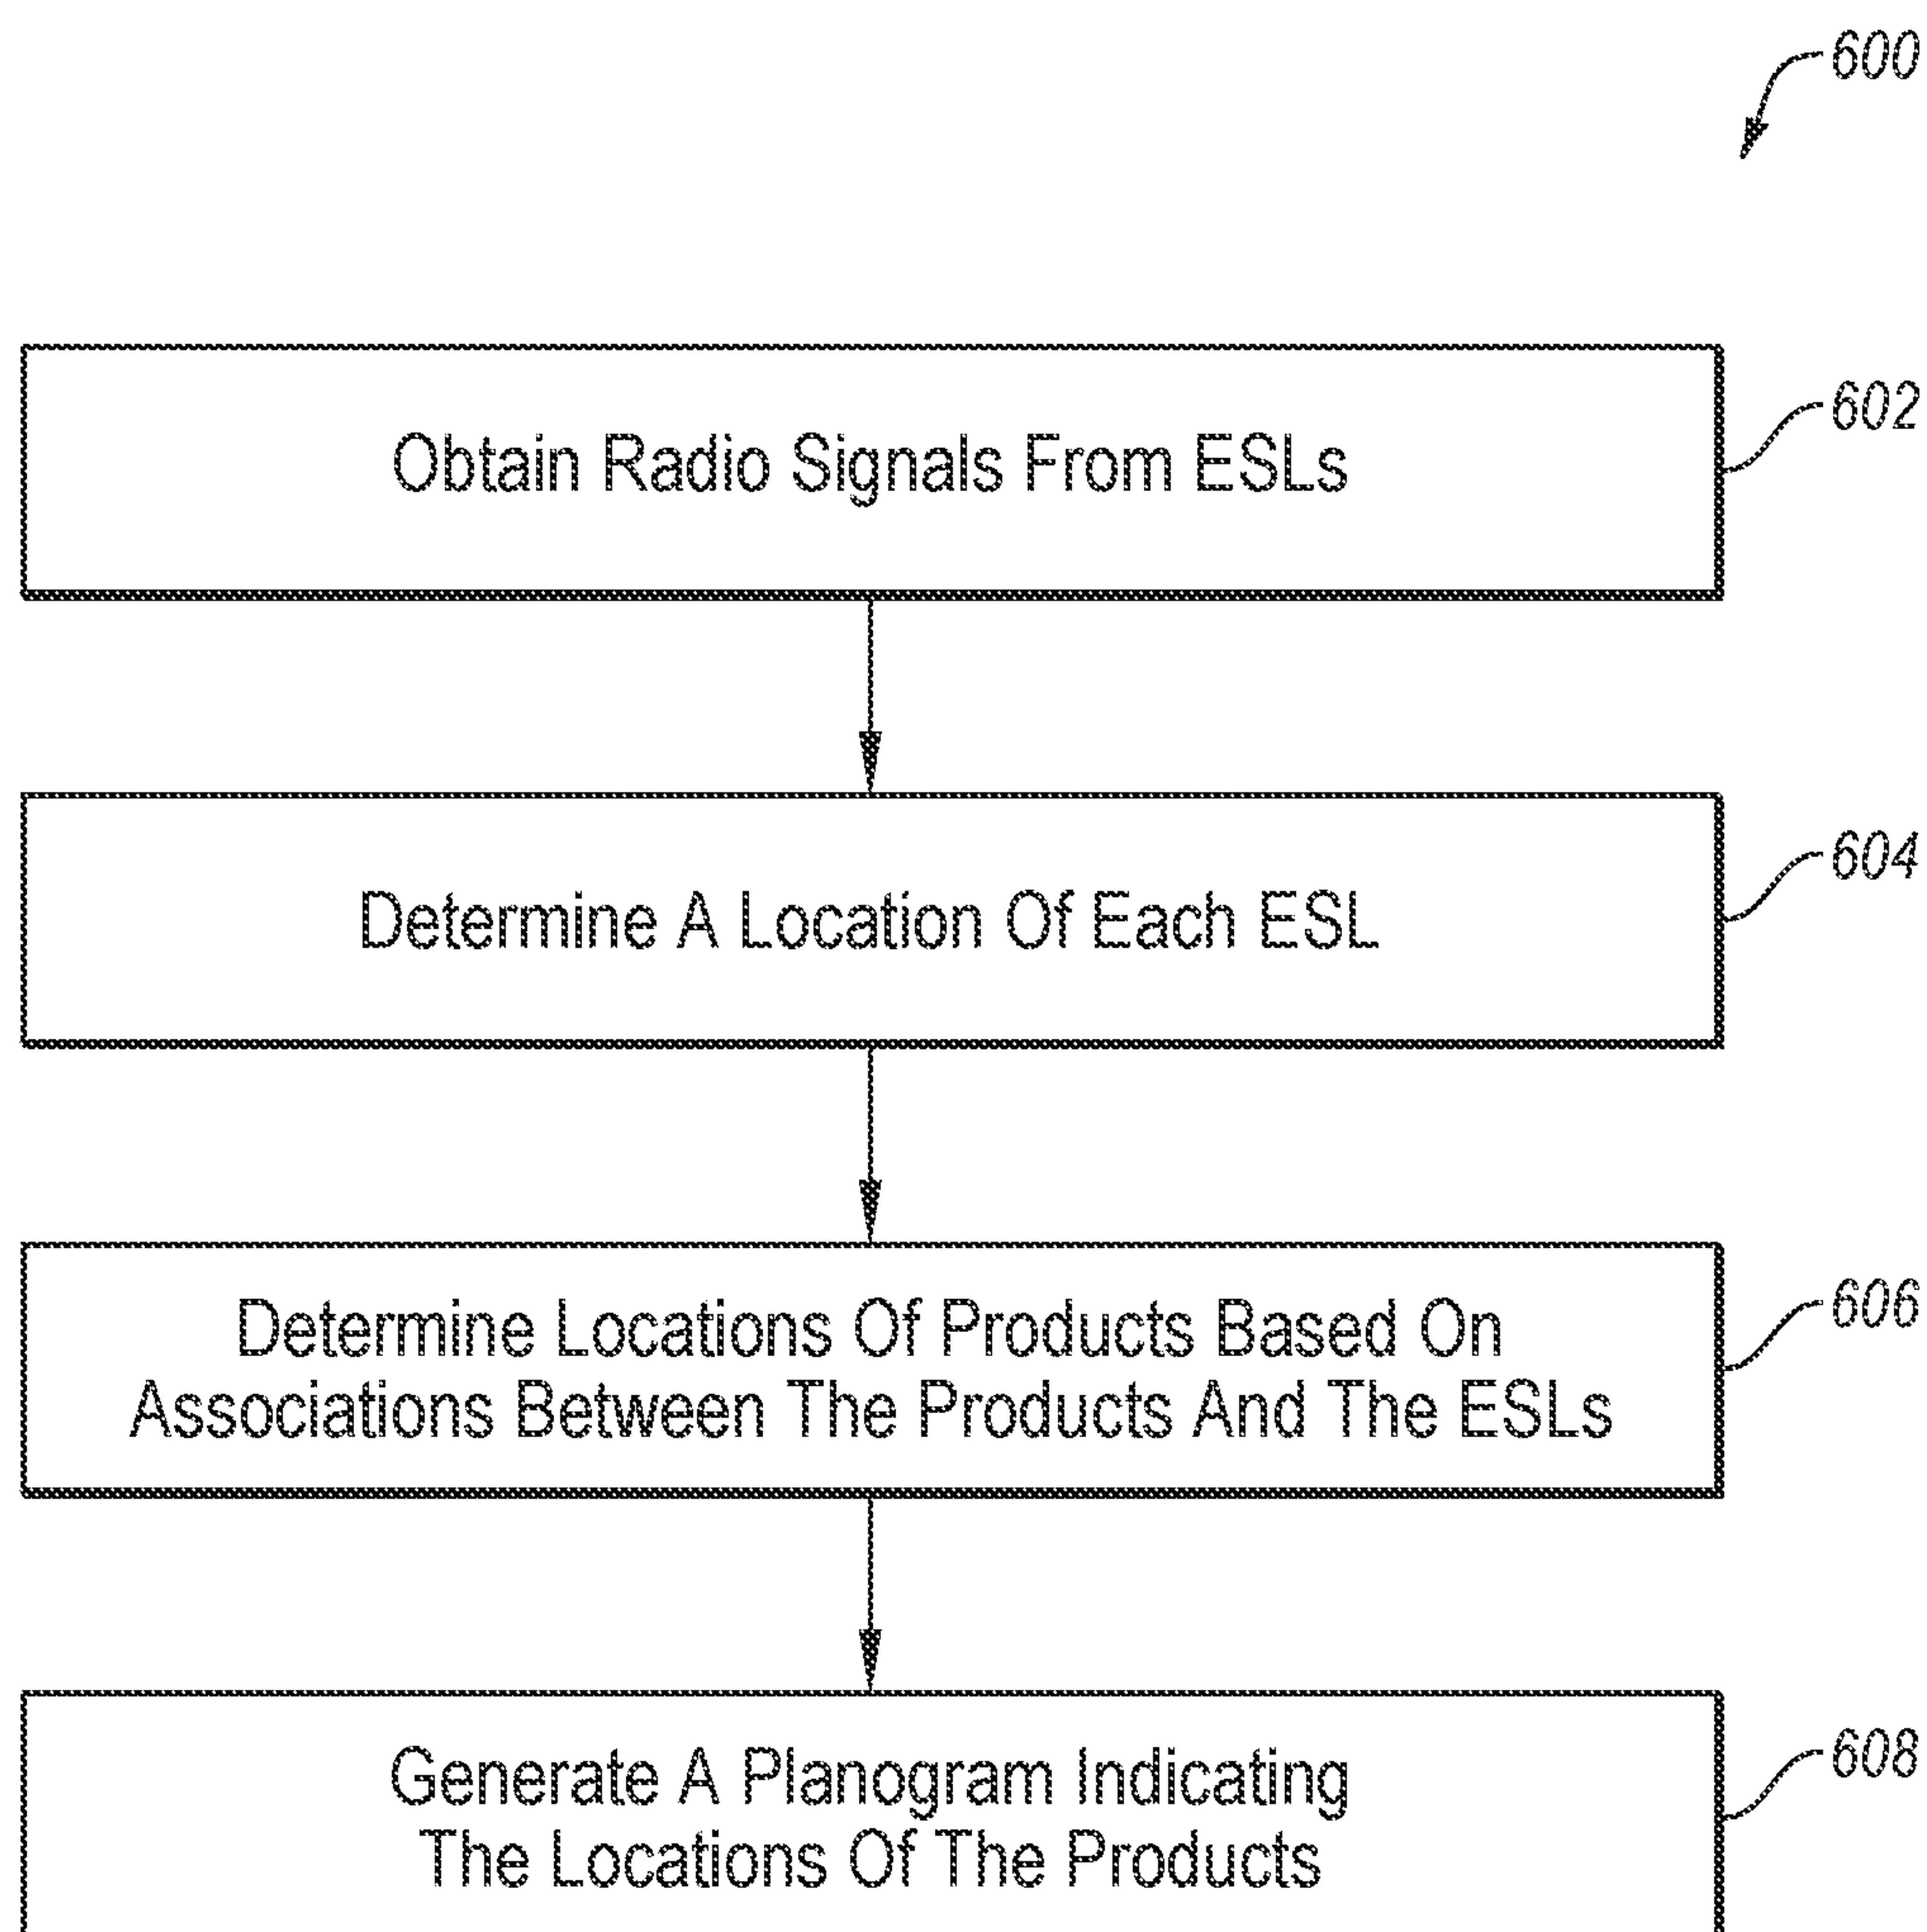 600
Obtain Radio Signals From ESLs
602
Determine A Location Of Each ESL
604
Determine Locations Of Products Based On
Associations Between The Products And The ESLs
606
Generate A Planogram Indicating
The Locations Of The Products
608